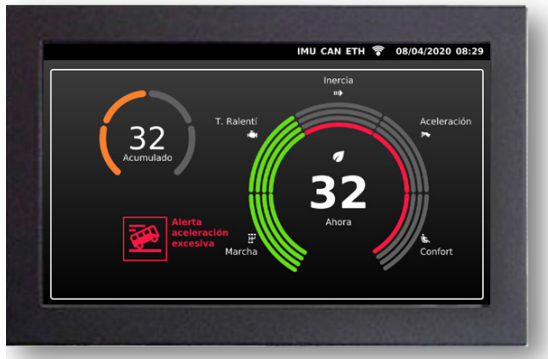 IMU CAN ETH 08/04/2020 08:29
Inercia
T. Ralentí
Aceleración
32
Acumulado
32
Ahora
Alerta
aceleración
excesiva
Marcha
Confort